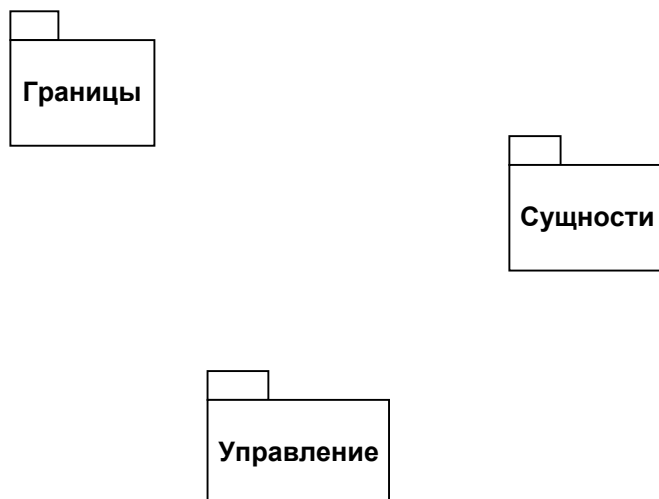 Границы
Сущности
Управление